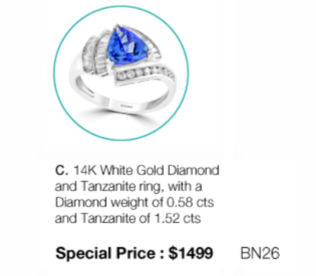 C. 14K White Gold Diamond
and Tanzanite ring, with a
Diamond weight of 0.58 cts
and Tanzanite of 1.52 cts
Special Price : $1499 BN26